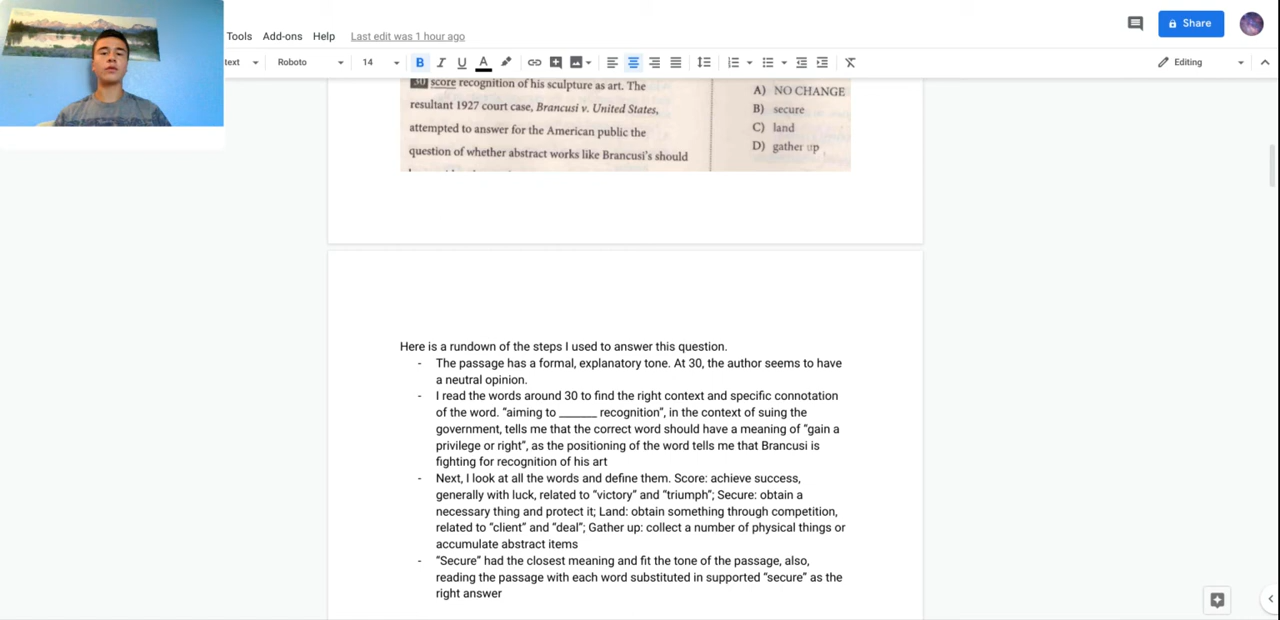 Tools Add-ons Help Last edit was 1 hour ago
Share
text Roboto 14 B I U A Editing
30 score recognition of his sculpture as art. The
resultant 1927 court case, Brancusi v. United States,
attempted to answer for the American public the
question of whether abstract works like Brancusi's should
A) NO CHANGE
B) secure
C) land
D) gather up
Here is a rundown of the steps I used to answer this question.
- The passage has a formal, explanatory tone. At 30, the author seems to have
a neutral opinion.
- I read the words around 30 to find the right context and specific connotation
of the word. “aiming to ______ recognition”, in the context of suing the
government, tells me that the correct word should have a meaning of “gain a
privilege or right”, as the positioning of the word tells me that Brancusi is
fighting for recognition of his art
- Next, I look at all the words and define them. Score: achieve success,
generally with luck, related to “victory” and “triumph”; Secure: obtain a
necessary thing and protect it; Land: obtain something through competition,
related to “client” and “deal”; Gather up: collect a number of physical things or
accumulate abstract items
- “Secure” had the closest meaning and fit the tone of the passage, also,
reading the passage with each word substituted in supported “secure” as the
right answer